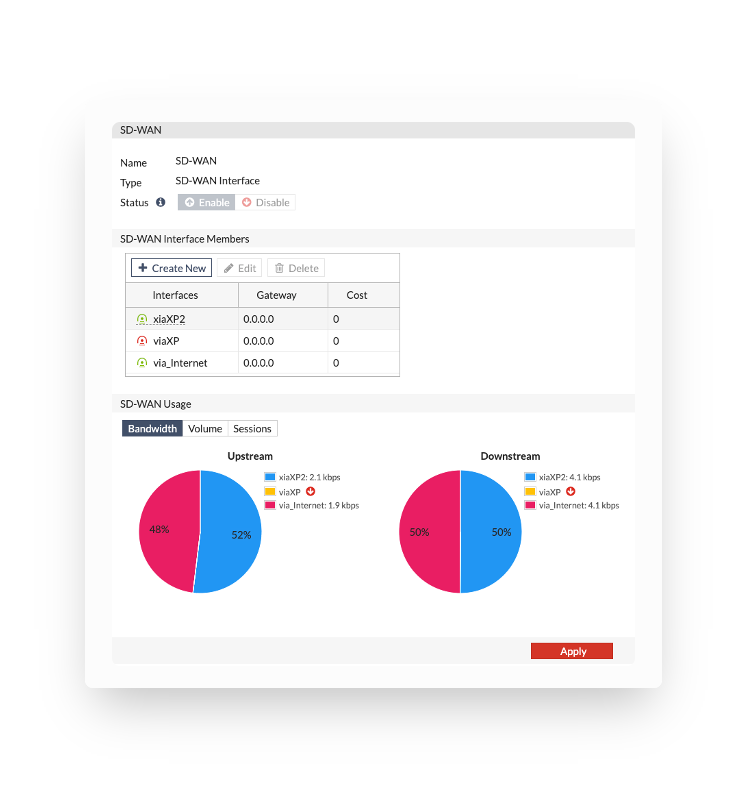 SD-WAN
Name SD-WAN
Type SD-WAN Interface
Status Enable Disable
SD-WAN Interface Members
Create New Edit Delete
Interfaces Gateway Cost
xiaXP2 0.0.0.0 0
viaXP 0.0.0.0 0
via_Internet 0.0.0.0 0
SD-WAN Usage
Bandwidth Volume Sessions
Upstream
xiaXP2: 2.1 kbps
viaXP
via_Internet: 1.9 kbps
48%
52%
Downstream
xiaXP2: 4.1 kbps
viaXP
via_Internet: 4.1 kbps
50%
50%
Apply